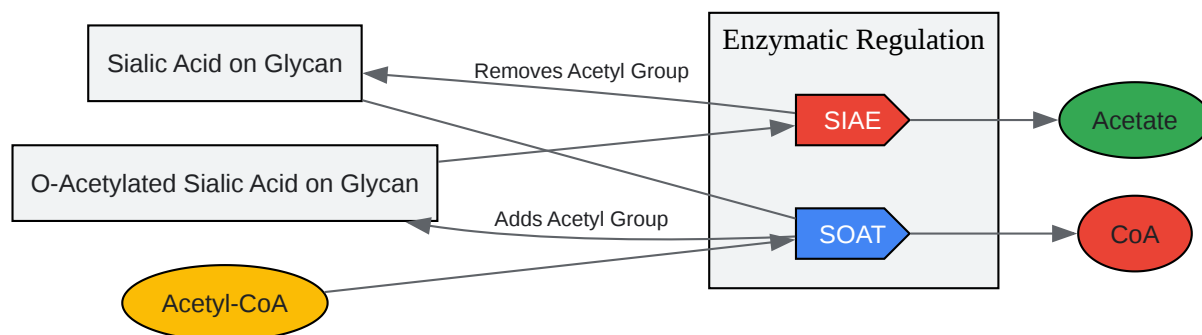 Enzymatic Regulation
Sialic Acid on Glycan
Removes Acetyl Group
SIAE
Acetate
O-Acetylated Sialic Acid on Glycan
Adds Acetyl Group
SOAT
CoA
Acetyl-CoA